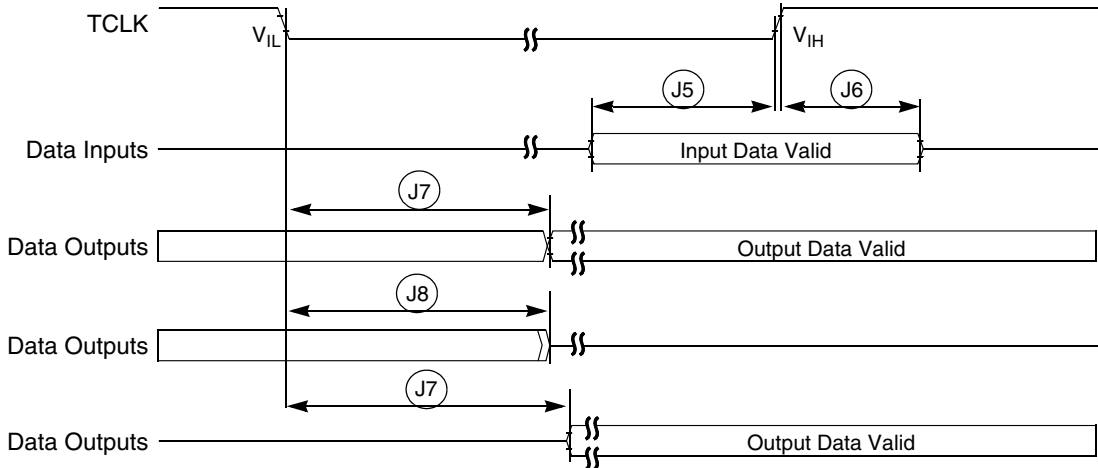 TCLK
VIL
VIH
J5
J6
Data Inputs
Input Data Valid
J7
Data Outputs
Output Data Valid
J8
Data Outputs
J7
Data Outputs
Output Data Valid